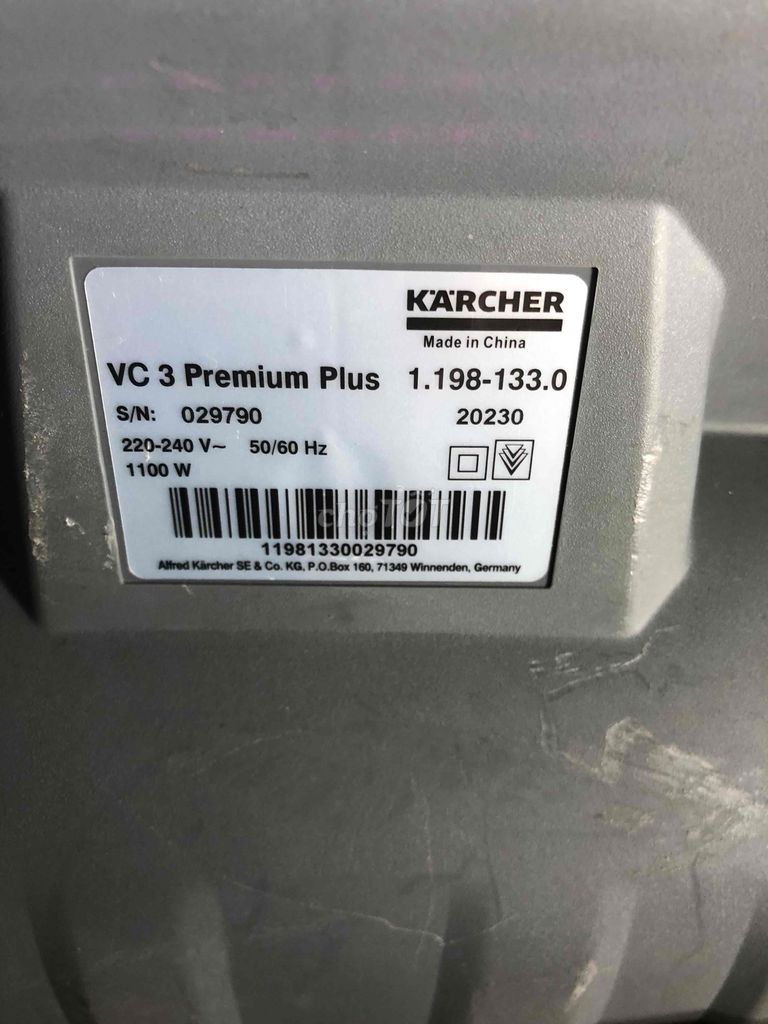 KÄRCHER
Made in China
VC 3 Premium Plus 1.198-133.0
S/N: 029790 20230
220-240 V~ 50/60 Hz
1100 W
choTOT
11981330029790
Alfred Kärcher SE & Co. KG, P.O.Box 160, 71349 Winnenden, Germany